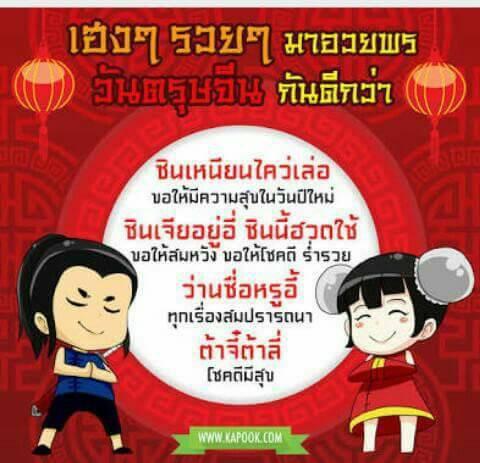 เฮงๆ รวยๆ มาอวยพร
วันตรุษจีน กันดีกว่า
ซินเหนียนไคว่เล่อ
ขอให้มีความสุขในวันปีใหม่
ซินเจียอยู่อี่ ซินนี้ฮวดใช้
ขอให้สมหวัง ขอให้โชคดี ร่ำรวย
ว่านซื่อหรูอี้
ทุกเรื่องสมปรารถนา
ต้าจี๋ต้าลี่
โชคดีมีสุข
WWW.KAPOOK.COM